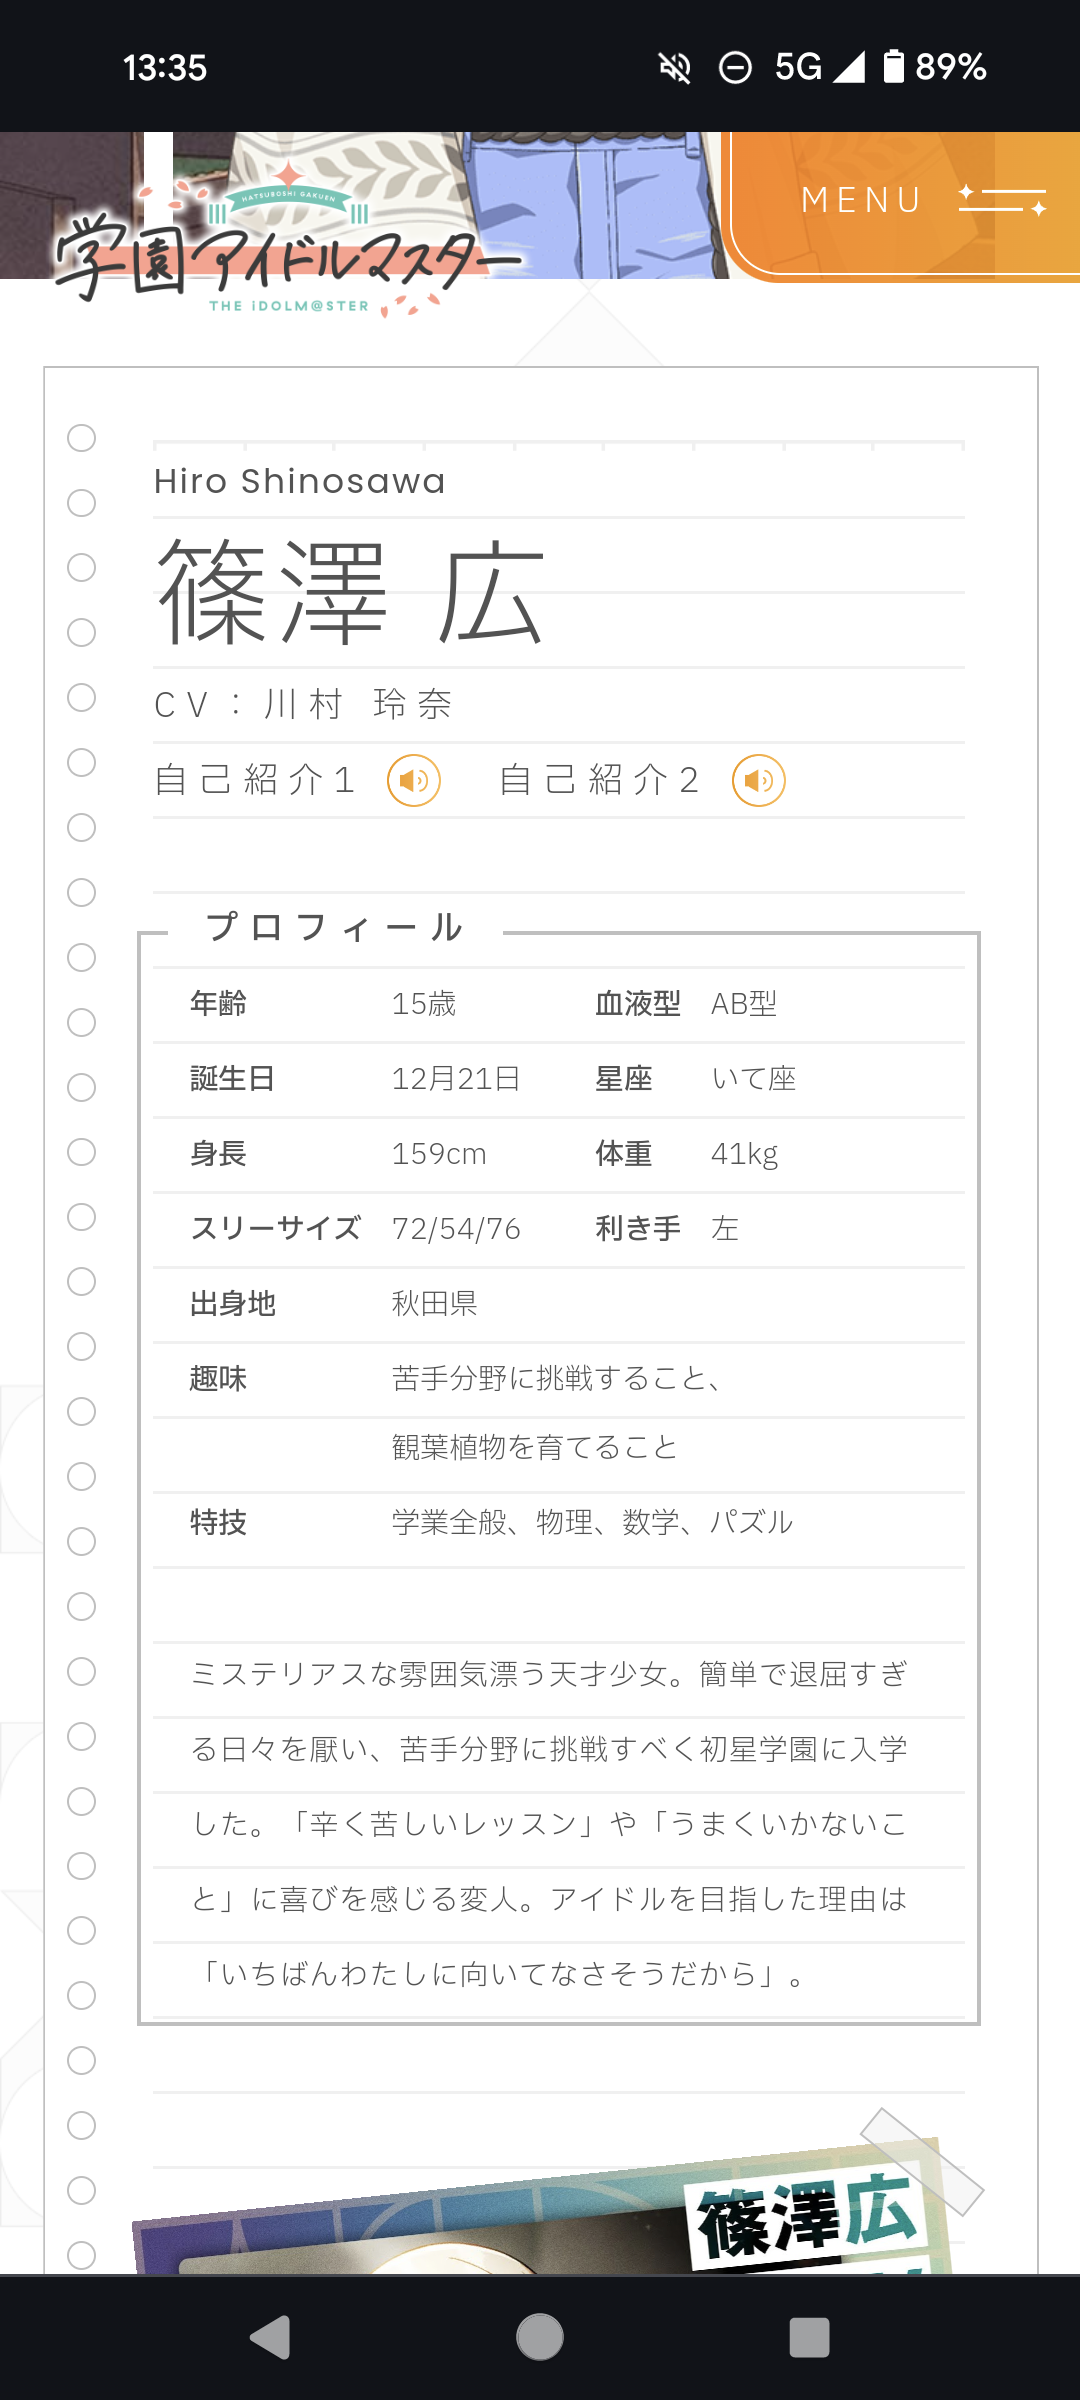 13:35
5G
89%
MENU
HATSUBOSHI GAKUEN
学園アイドルマスター
THE iDOLM@STER
Hiro Shinosawa
篠澤 広
CV：川村 玲奈
自己紹介1 自己紹介2
プロフィール
年齢 15歳 血液型 AB型
誕生日 12月21日 星座 いて座
身長 159cm 体重 41kg
スリーサイズ 72/54/76 利き手 左
出身地 秋田県
趣味 苦手分野に挑戦すること、
観葉植物を育てること
特技 学業全般、物理、数学、パズル
ミステリアスな雰囲気漂う天才少女。簡単で退屈すぎ
る日々を厭い、苦手分野に挑戦すべく初星学園に入学
した。「辛く苦しいレッスン」や「うまくいかないこ
と」に喜びを感じる変人。アイドルを目指した理由は
「いちばんわたしに向いてなさそうだから」。
篠澤広